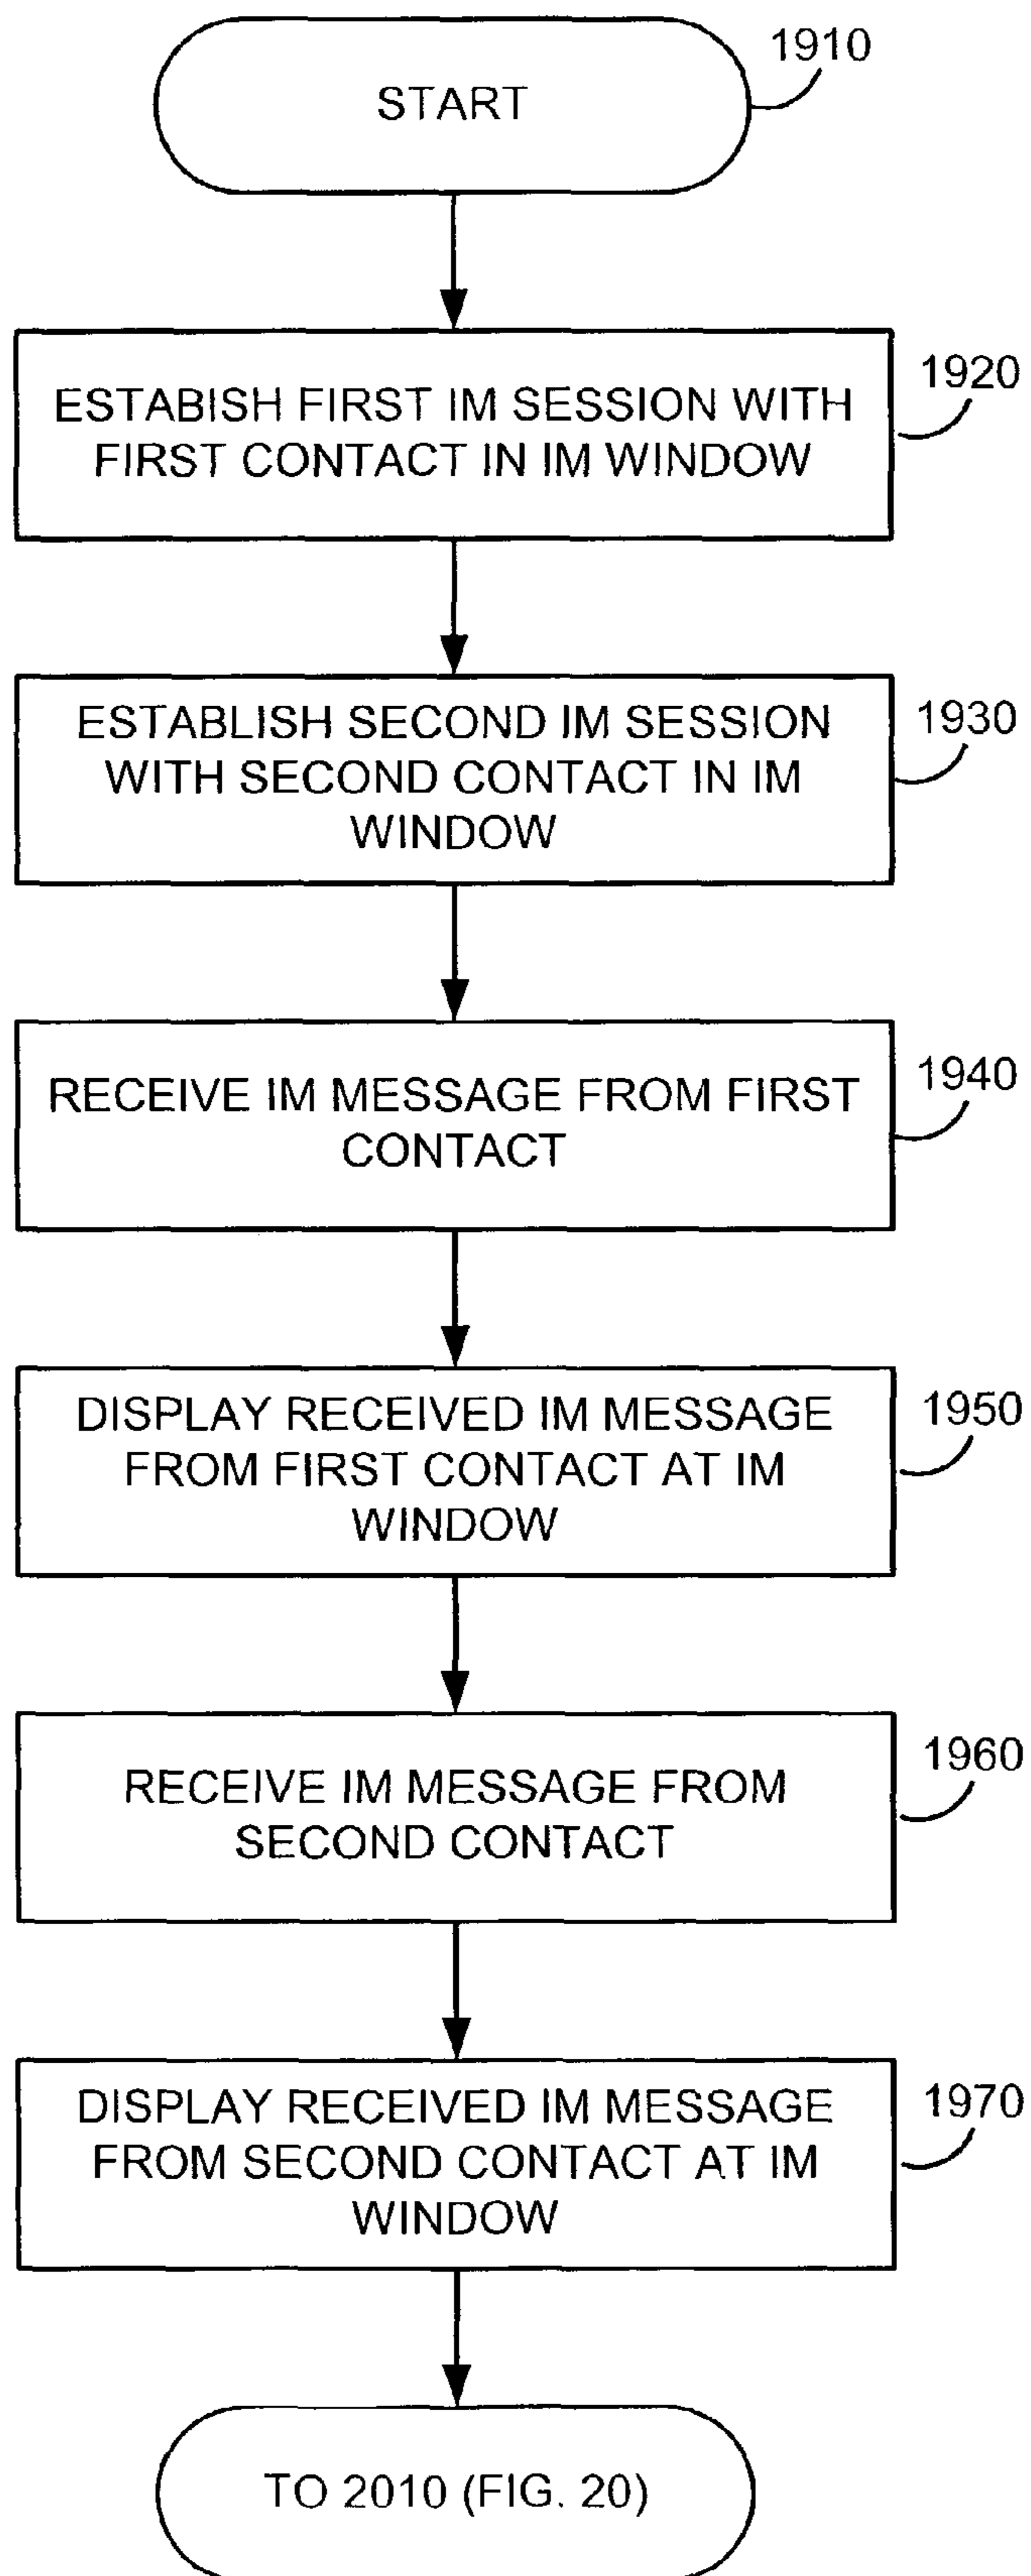 START
1910
ESTABISH FIRST IM SESSION WITH
FIRST CONTACT IN IM WINDOW
1920
ESTABLISH SECOND IM SESSION
WITH SECOND CONTACT IN IM
WINDOW
1930
RECEIVE IM MESSAGE FROM FIRST
CONTACT
1940
DISPLAY RECEIVED IM MESSAGE
FROM FIRST CONTACT AT IM
WINDOW
1950
RECEIVE IM MESSAGE FROM
SECOND CONTACT
1960
DISPLAY RECEIVED IM MESSAGE
FROM SECOND CONTACT AT IM
WINDOW
1970
TO 2010 (FIG. 20)